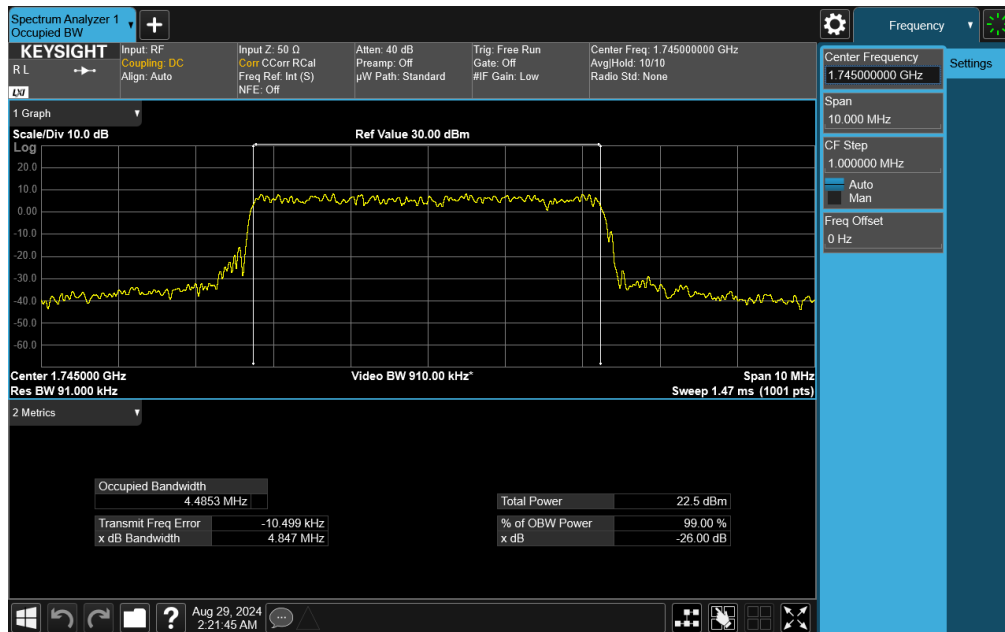 Spectrum Analyzer 1
Occupied BW
Frequency
KEYSIGHT
R L
LXI
Input: RF
Coupling: DC
Align: Auto
Input Z: 50 Ω
Corr CCorr RCal
Freq Ref: Int (S)
NFE: Off
Atten: 40 dB
Preamp: Off
µW Path: Standard
Trig: Free Run
Gate: Off
#IF Gain: Low
Center Freq: 1.745000000 GHz
Avg|Hold: 10/10
Radio Std: None
Center Frequency
1.745000000 GHz
Settings
Span
10.000 MHz
CF Step
1.000000 MHz
Auto
Man
Freq Offset
0 Hz
1 Graph
Scale/Div 10.0 dB
Ref Value 30.00 dBm
Log
20.0
10.0
0.00
-10.0
-20.0
-30.0
-40.0
-50.0
-60.0
Center 1.745000 GHz
Video BW 910.00 kHz*
Span 10 MHz
Res BW 91.000 kHz
Sweep 1.47 ms (1001 pts)
2 Metrics
Occupied Bandwidth
4.4853 MHz
Total Power 22.5 dBm
Transmit Freq Error -10.499 kHz
% of OBW Power 99.00 %
x dB Bandwidth 4.847 MHz
x dB -26.00 dB
?
Aug 29, 2024
2:21:45 AM